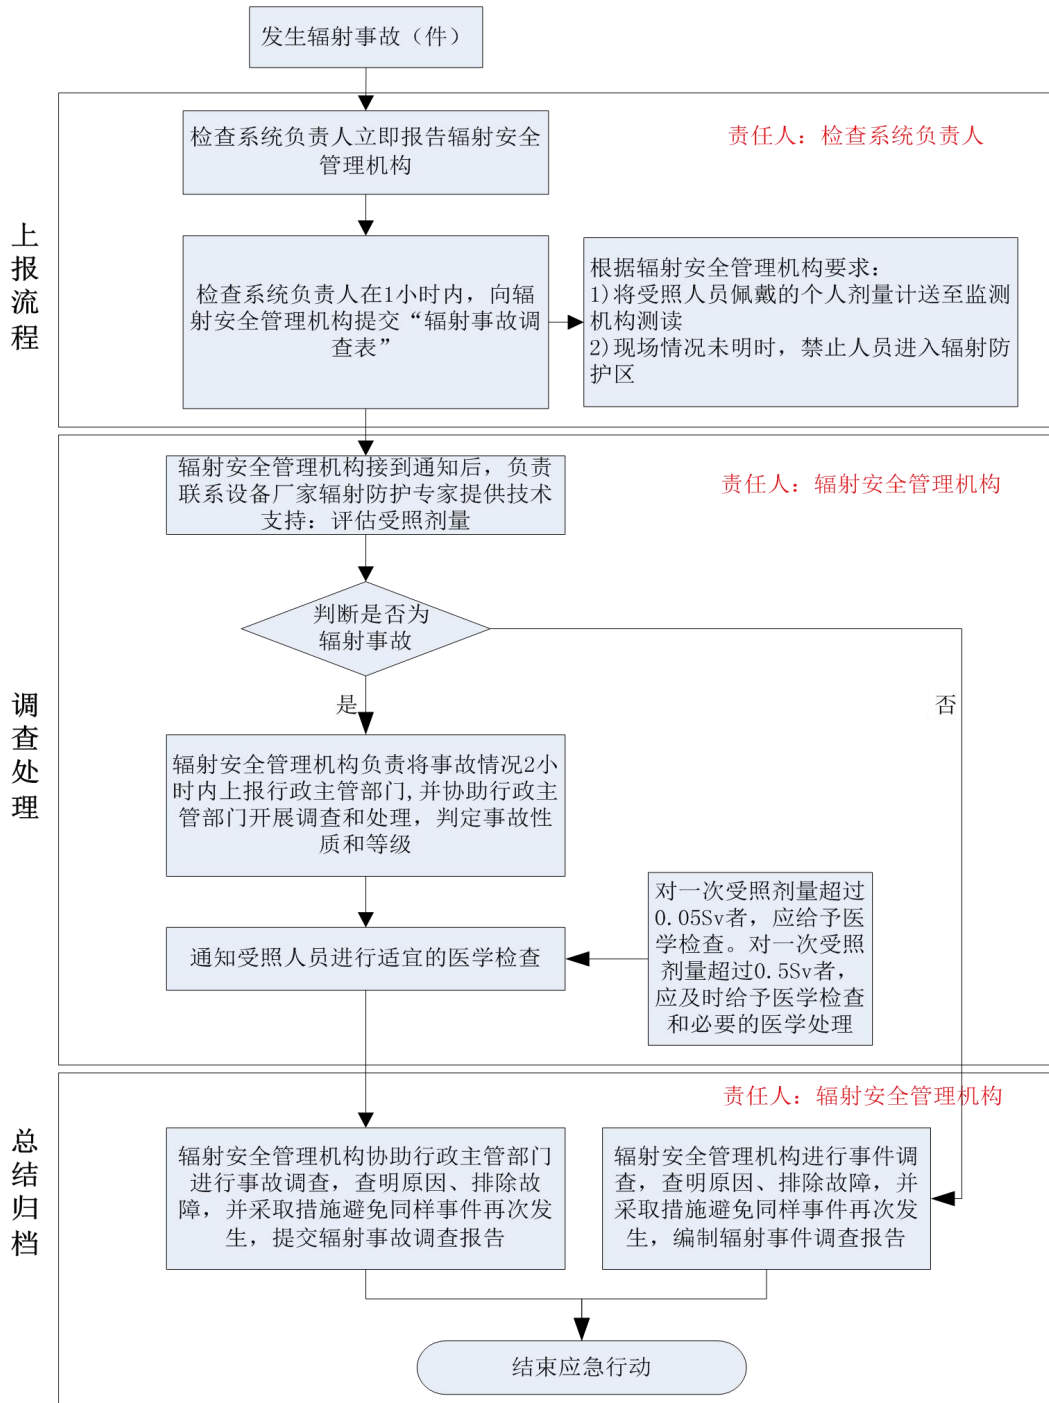 发生辐射事故（件）
上报流程
责任人：检查系统负责人
检查系统负责人立即报告辐射安全
管理机构
检查系统负责人在1小时内，向辐
射安全管理机构提交“辐射事故调
查表”
根据辐射安全管理机构要求：
1)将受照人员佩戴的个人剂量计送至监测
机构测读
2)现场情况未明时，禁止人员进入辐射防
护区
调查处理
责任人：辐射安全管理机构
辐射安全管理机构接到通知后，负责
联系设备厂家辐射防护专家提供技术
支持：评估受照剂量
判断是否为
辐射事故
是
否
辐射安全管理机构负责将事故情况2小
时内上报行政主管部门,并协助行政主
管部门开展调查和处理，判定事故性
质和等级
通知受照人员进行适宜的医学检查
对一次受照剂量超过
0.05Sv者，应给予医
学检查。对一次受照
剂量超过0.5Sv者，
应及时给予医学检查
和必要的医学处理
总结归档
责任人：辐射安全管理机构
辐射安全管理机构协助行政主管部门
进行事故调查，查明原因、排除故
障，并采取措施避免同样事件再次发
生，提交辐射事故调查报告
辐射安全管理机构进行事件调
查，查明原因、排除故障，并
采取措施避免同样事件再次发
生，编制辐射事件调查报告
结束应急行动